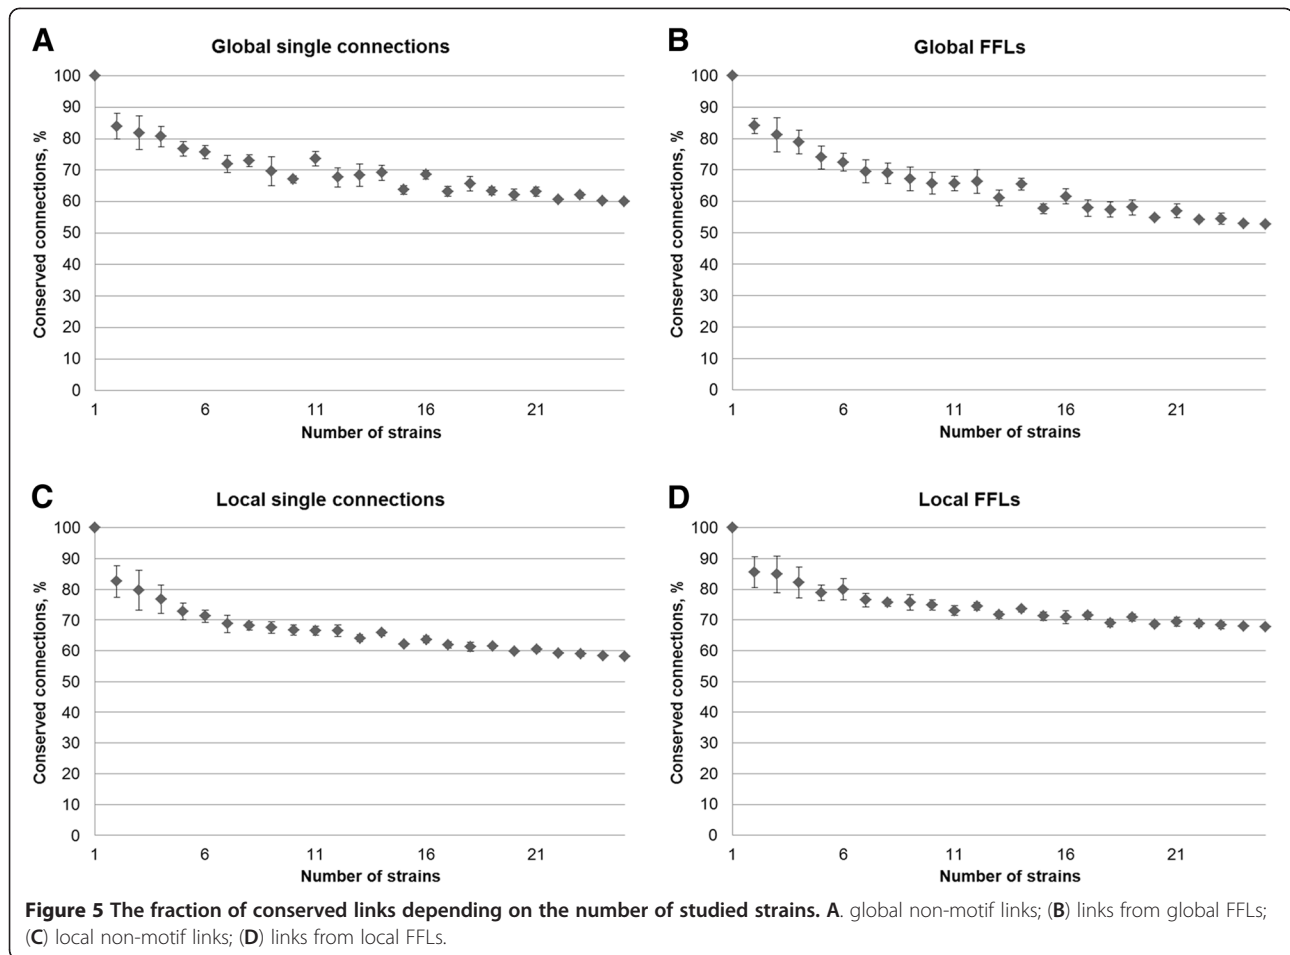 A
Global single connections
100
90
80
70
60
50
40
30
20
10
0
Conserved connections, %
1 6 11 16 21
Number of strains
B
Global FFLs
100
90
80
70
60
50
40
30
20
10
0
Conserved connections, %
1 6 11 16 21
Number of strains
C
Local single connections
100
90
80
70
60
50
40
30
20
10
0
Conserved connections, %
1 6 11 16 21
Number of strains
D
Local FFLs
100
90
80
70
60
50
40
30
20
10
0
Conserved connections, %
1 6 11 16 21
Number of strains
Figure 5 The fraction of conserved links depending on the number of studied strains. A. global non-motif links; (B) links from global FFLs;
(C) local non-motif links; (D) links from local FFLs.